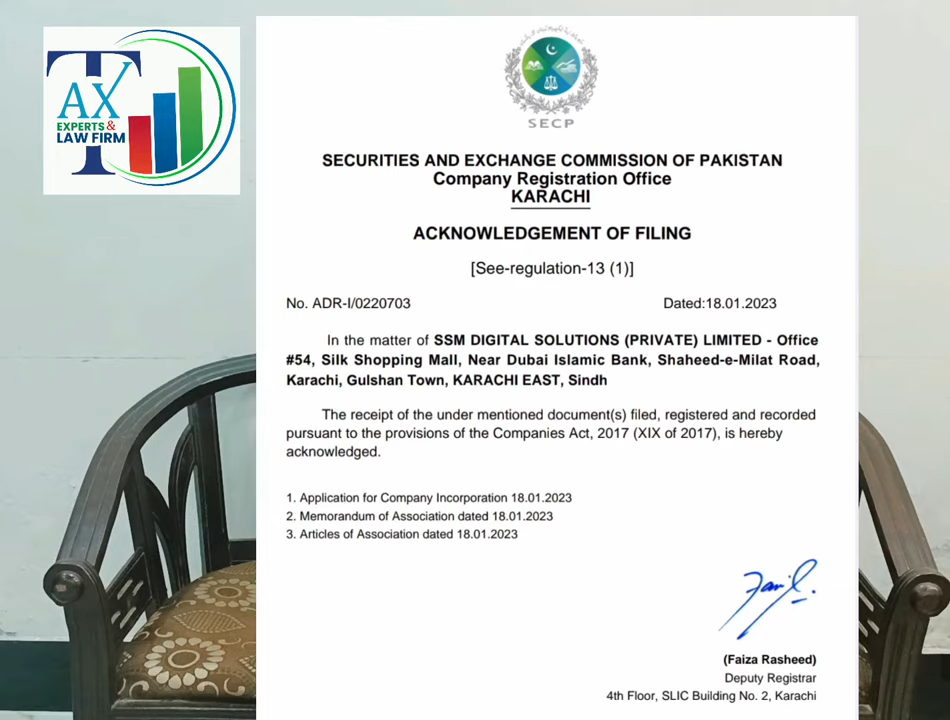 TAX
EXPERTS &
LAW FIRM
SECP
SECURITIES AND EXCHANGE COMMISSION OF PAKISTAN
Company Registration Office
KARACHI
ACKNOWLEDGEMENT OF FILING
[See-regulation-13 (1)]
No. ADR-I/0220703 Dated:18.01.2023
In the matter of SSM DIGITAL SOLUTIONS (PRIVATE) LIMITED - Office
#54, Silk Shopping Mall, Near Dubai Islamic Bank, Shaheed-e-Milat Road,
Karachi, Gulshan Town, KARACHI EAST, Sindh
The receipt of the under mentioned document(s) filed, registered and recorded
pursuant to the provisions of the Companies Act, 2017 (XIX of 2017), is hereby
acknowledged.
1. Application for Company Incorporation 18.01.2023
2. Memorandum of Association dated 18.01.2023
3. Articles of Association dated 18.01.2023
(Faiza Rasheed)
Deputy Registrar
4th Floor, SLIC Building No. 2, Karachi